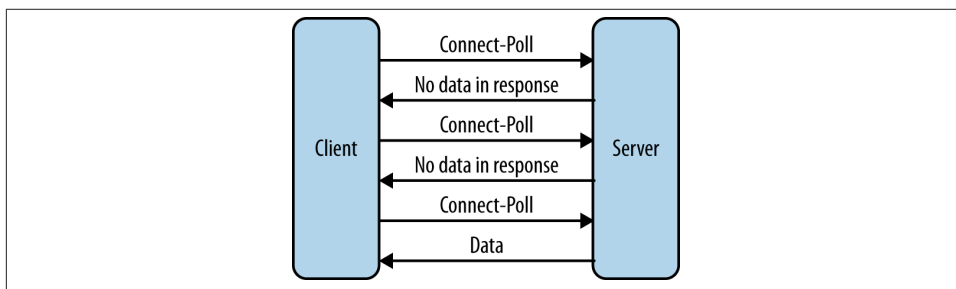 Connect-Poll
No data in response
Connect-Poll
Client
Server
No data in response
Connect-Poll
Data